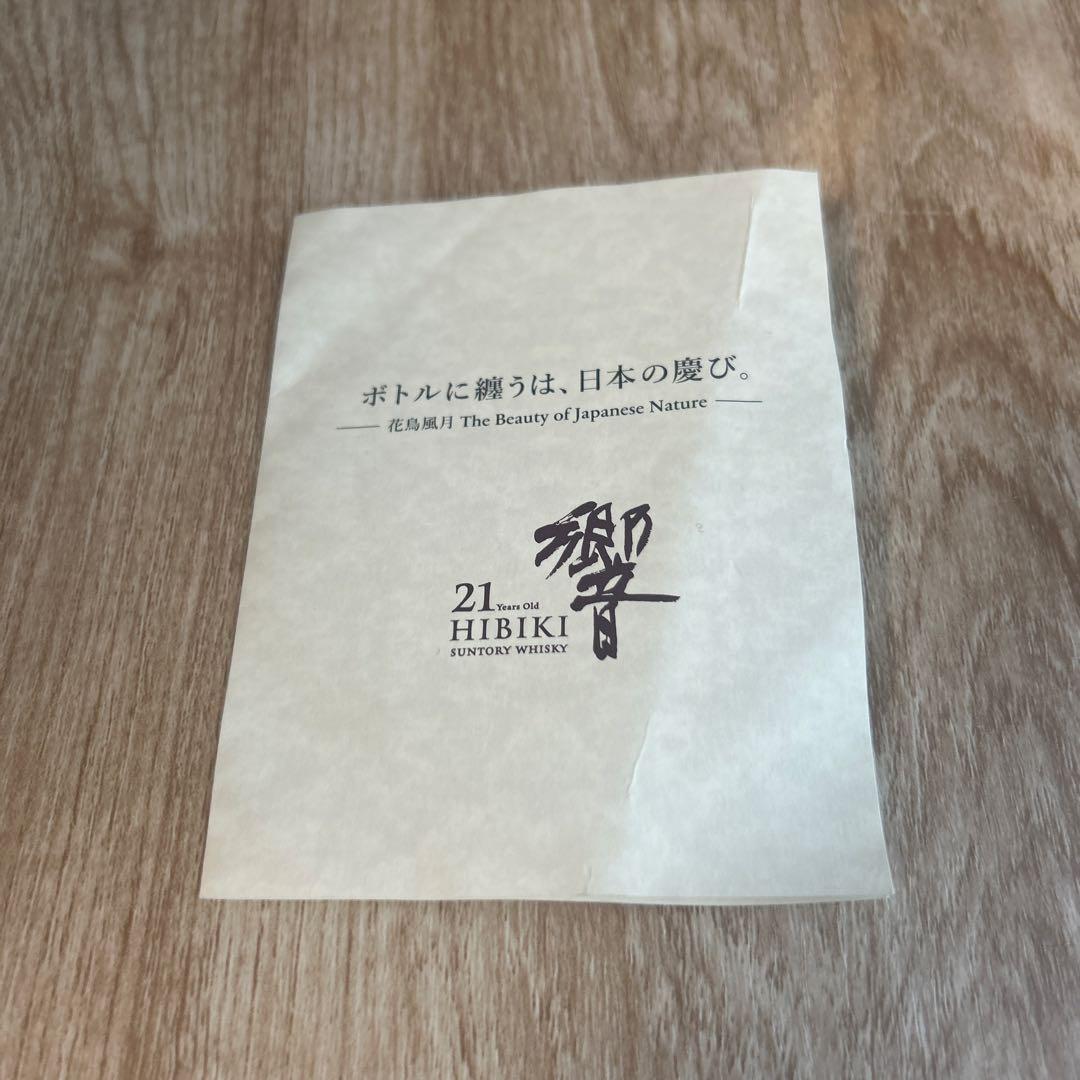 ボトルに纏うは、日本の慶び。
花鳥風月 The Beauty of Japanese Nature
響
21 Years Old
HIBIKI
SUNTORY WHISKY